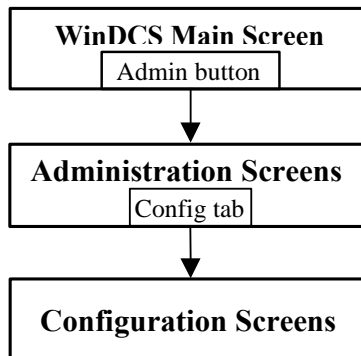 WinDCS Main Screen
Admin button
Administration Screens
Config tab
Configuration Screens